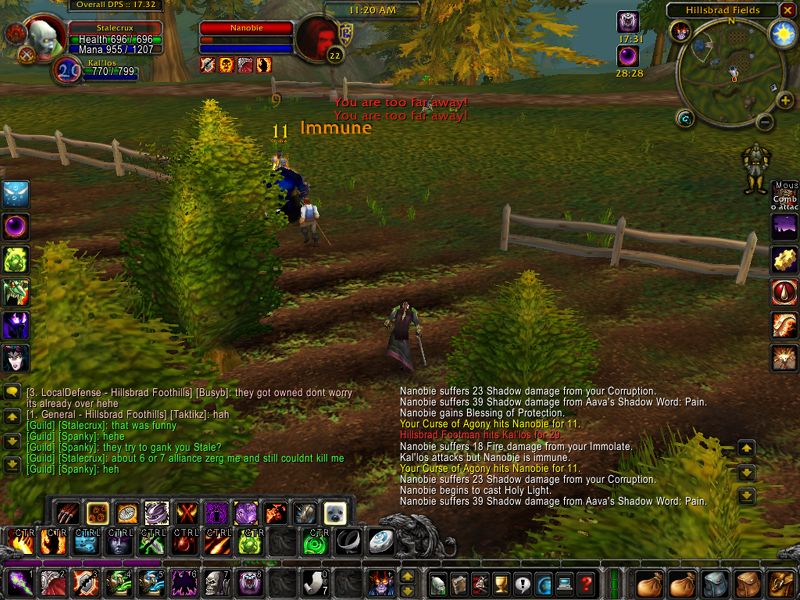 Overall DPS :: 17.32
11:20 AM
Hillsbrad Fields
N
Stalecrux
Health 696 / 696
Mana 955 / 1207
Nanobie
22
17:31
28:28
Kal'los
770 / 799
9
You are too far away!
You are too far away!
11 Immune
Mous
Comb
o attac
[3. LocalDefense - Hillsbrad Foothills] [Busyb]: they got owned dont worry
its already over hehe
[1. General - Hillsbrad Foothills] [Taktikz]: hah
[Guild] [Stalecrux]: that was funny
[Guild] [Spanky]: hehe
[Guild] [Spanky]: they try to gank you Stale?
[Guild] [Stalecrux]: about 6 or 7 alliance zerg me and still couldnt kill me
[Guild] [Spanky]: heh
Nanobie suffers 23 Shadow damage from your Corruption.
Nanobie suffers 39 Shadow damage from Aava's Shadow Word: Pain.
Nanobie gains Blessing of Protection.
Your Curse of Agony hits Nanobie for 11.
Hillsbrad Footman hits Kal'los for 29.
Nanobie suffers 18 Fire damage from your Immolate.
Kal'los attacks but Nanobie is immune.
Your Curse of Agony hits Nanobie for 11.
Nanobie suffers 23 Shadow damage from your Corruption.
Nanobie begins to cast Holy Light.
Nanobie suffers 39 Shadow damage from Aava's Shadow Word: Pain.